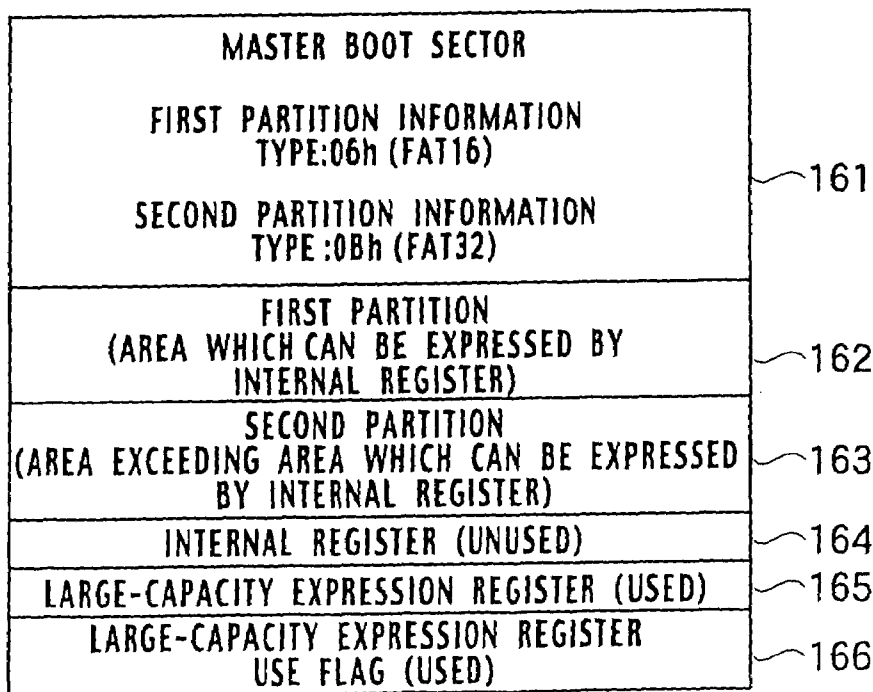 MASTER BOOT SECTOR
FIRST PARTITION INFORMATION
TYPE:06h (FAT16)
SECOND PARTITION INFORMATION
TYPE:0Bh (FAT32)
161
FIRST PARTITION
(AREA WHICH CAN BE EXPRESSED BY
INTERNAL REGISTER)
162
SECOND PARTITION
(AREA EXCEEDING AREA WHICH CAN BE EXPRESSED
BY INTERNAL REGISTER)
163
INTERNAL REGISTER (UNUSED)
164
LARGE-CAPACITY EXPRESSION REGISTER (USED)
165
LARGE-CAPACITY EXPRESSION REGISTER
USE FLAG (USED)
166